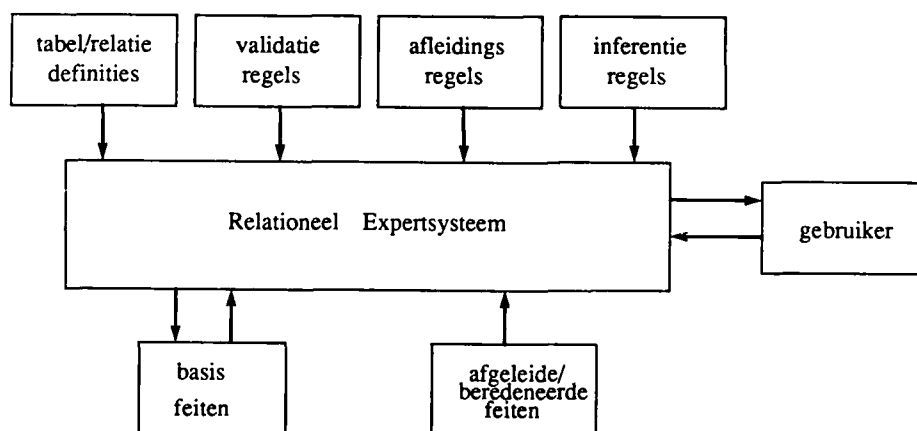 tabel/relatie
definities
validatie
regels
afleidings
regels
inferentie
regels
Relationeel Expertsysteem
gebruiker
basis
feiten
afgeleide/
beredeneerde
feiten